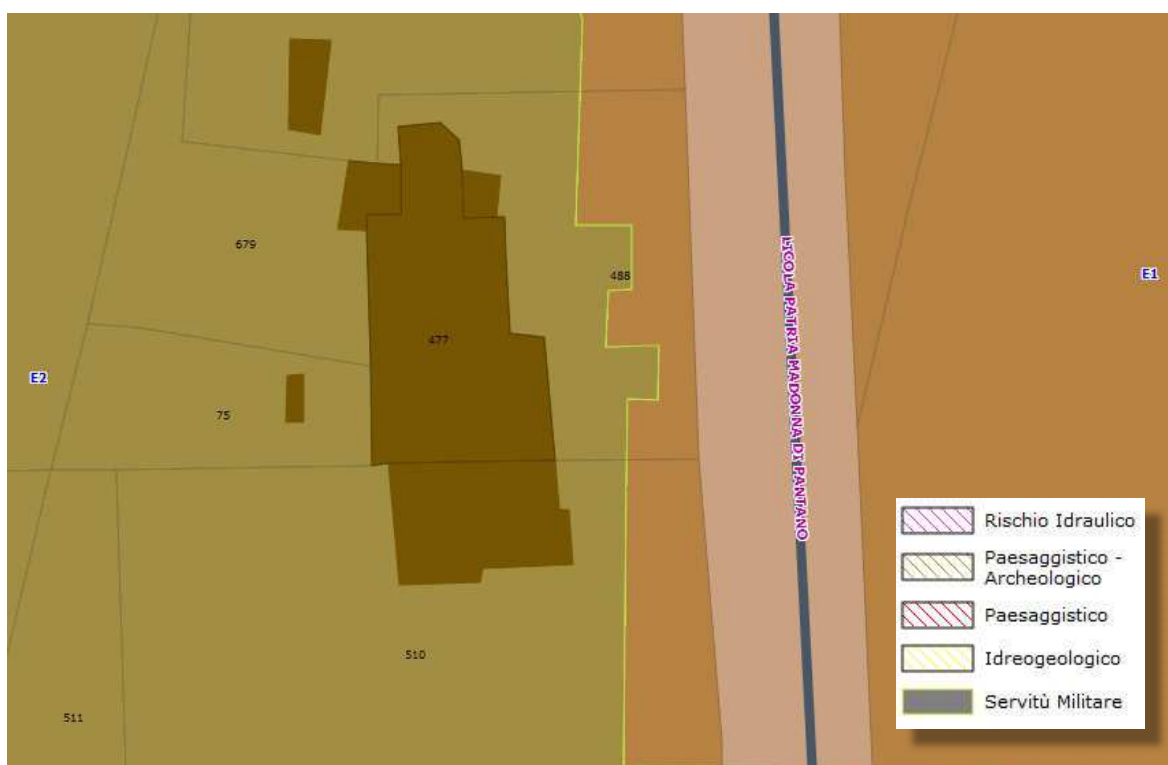 679
488
E1
LICOLA PATRIA MADONNA DI PANTANO
477
E2
75
510
511
Rischio Idraulico
Paesaggistico -
Archeologico
Paesaggistico
Idreogeologico
Servitù Militare